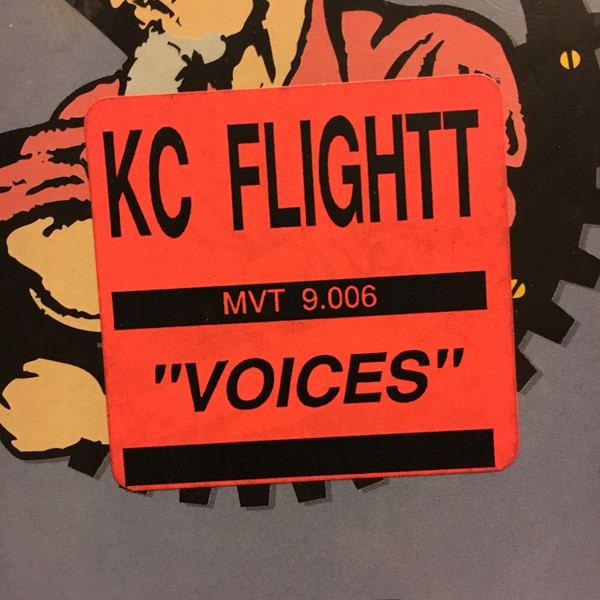 KC FLIGHTT
MVT 9.006
"VOICES"